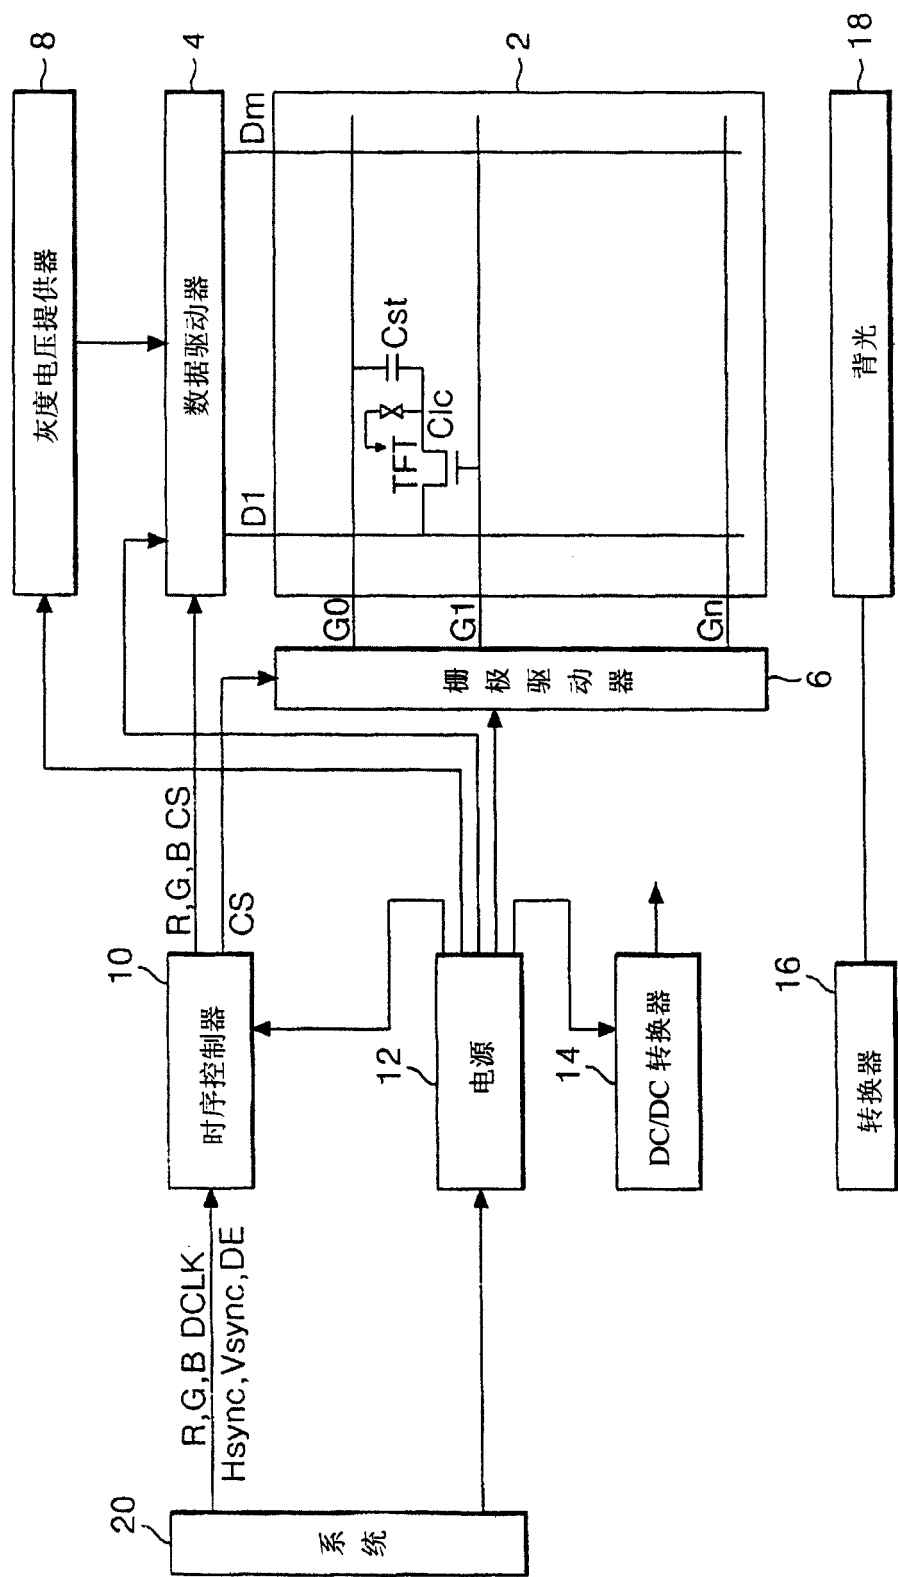 20
系统
R,G,B DCLK
Hsync,Vsync,DE
10
时序控制器
12
电源
14
DC/DC 转换器
16
转换器
R,G,B CS
CS
8
灰度电压提供器
4
数据驱动器
6
栅极驱动器
G0
G1
Gn
D1
Dm
TFT
Clc
Cst
2
18
背光